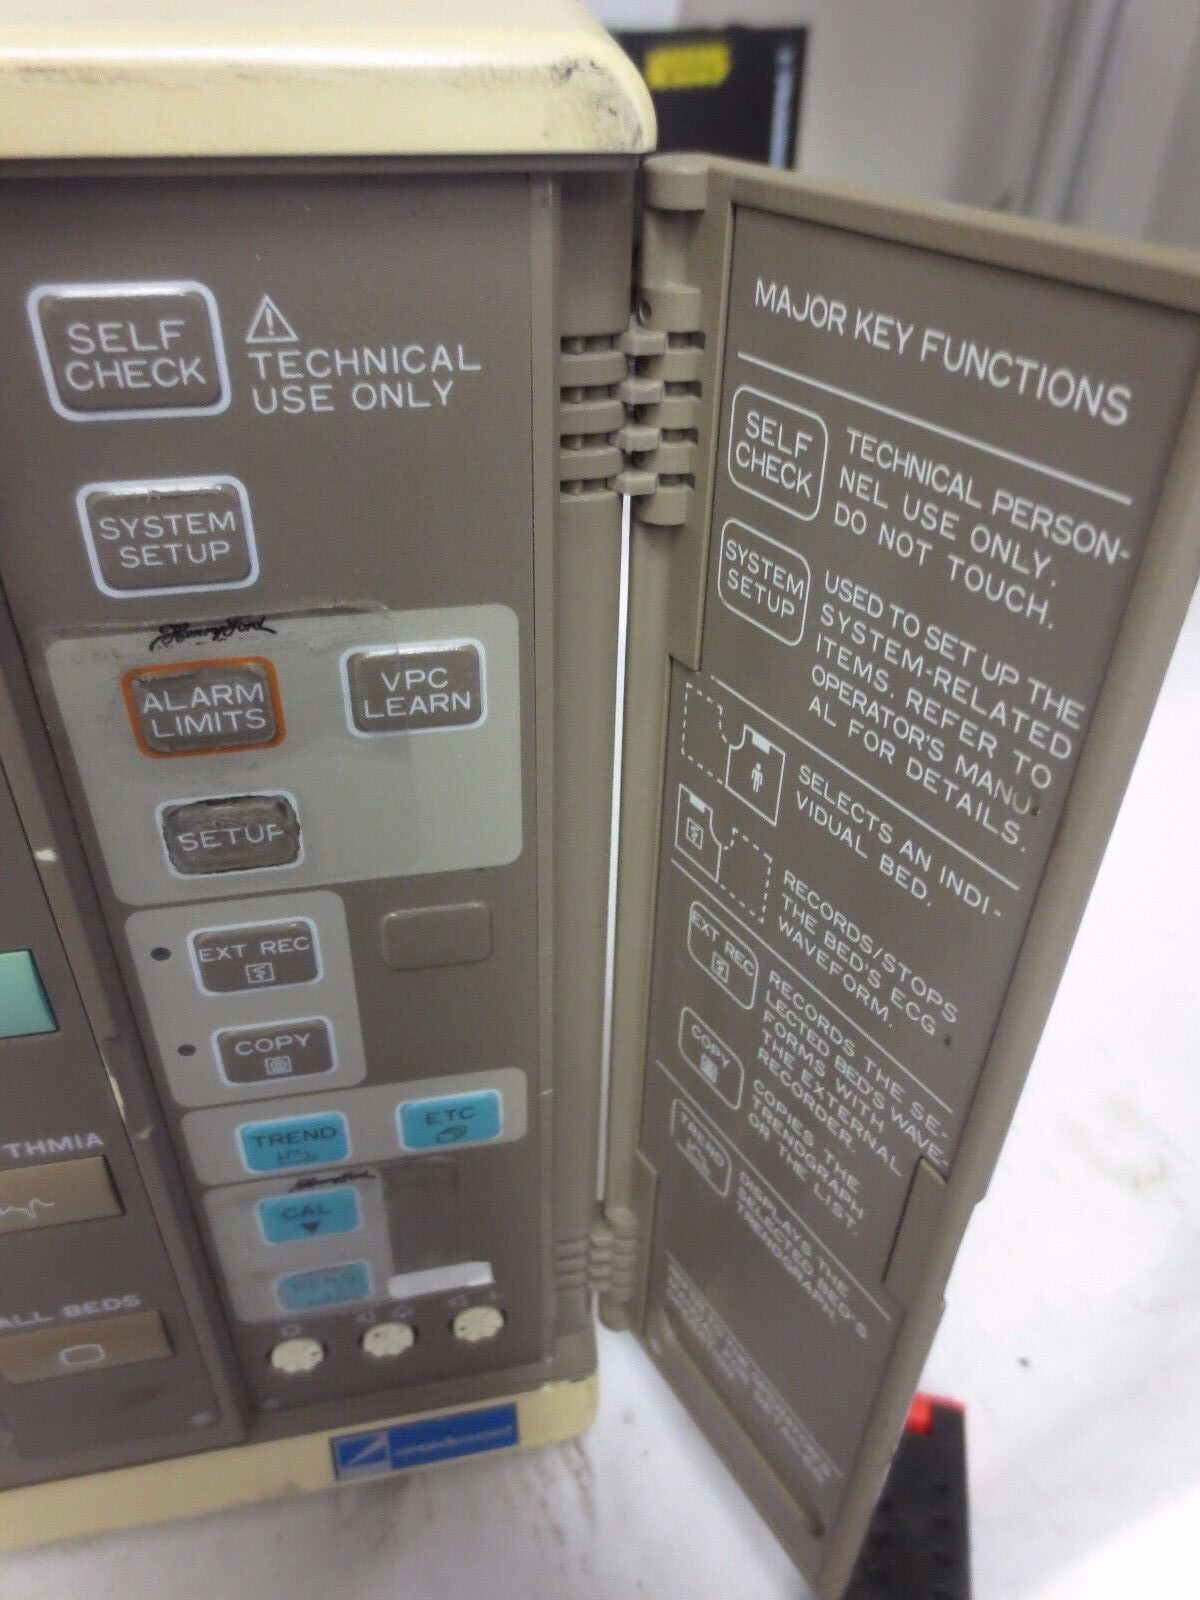 SELF
CHECK
TECHNICAL
USE ONLY
SYSTEM
SETUP
Henry Ford
ALARM
LIMITS
VPC
LEARN
SETUP
EXT REC
COPY
TREND
ETC
Henry Ford
CAL
THMIA
ALL BEDS
MAJOR KEY FUNCTIONS
SELF
CHECK
TECHNICAL PERSON-
NEL USE ONLY.
DO NOT TOUCH.
SYSTEM
SETUP
USED TO SET UP THE
SYSTEM-RELATED
ITEMS. REFER TO
OPERATOR'S MANU-
AL FOR DETAILS.
SELECTS AN INDI-
VIDUAL BED.
RECORDS/STOPS
THE BED'S ECG
WAVEFORM.
EXT REC
RECORDS THE SE-
LECTED BED'S WAVE-
FORMS WITH
THE EXTERNAL
RECORDER.
COPY
COPIES THE
TRENDGRAPH
OR THE LIST.
TREND
DISPLAYS THE
SELECTED BED'S
TRENDGRAPH.